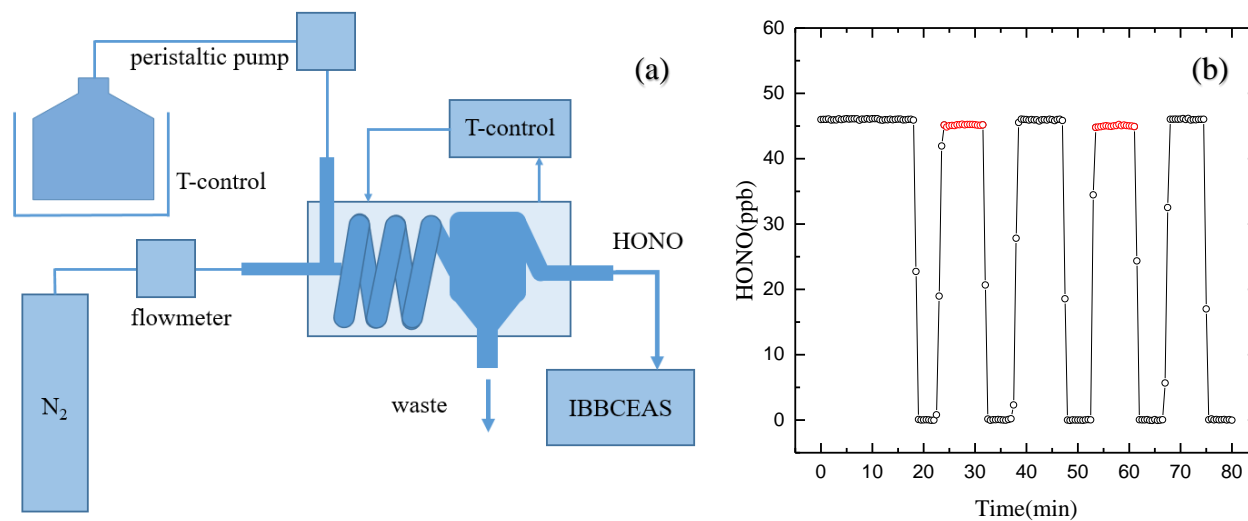 peristaltic pump
(a)
T-control
T-control
HONO
flowmeter
N2
waste
IBBCEAS
(b)
HONO(ppb)
60
50
40
30
20
10
0
0 10 20 30 40 50 60 70 80
Time(min)